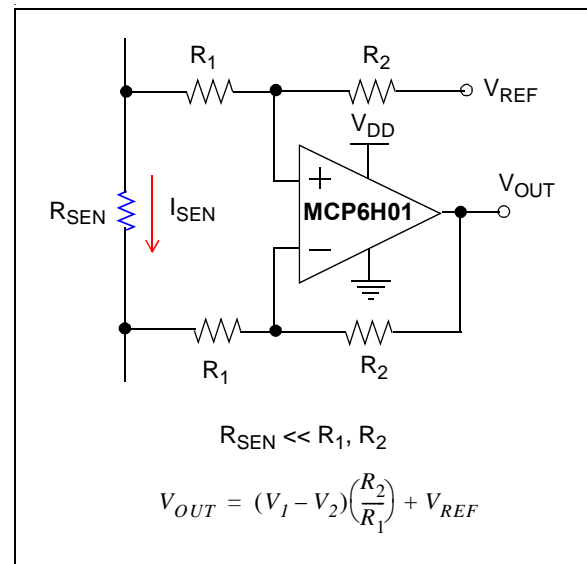 R1
R2
VREF
VDD
VOUT
+
MCP6H01
−
RSEN
ISEN
R1
R2
RSEN << R1, R2
VOUT = (V1 – V2)(R2/R1) + VREF